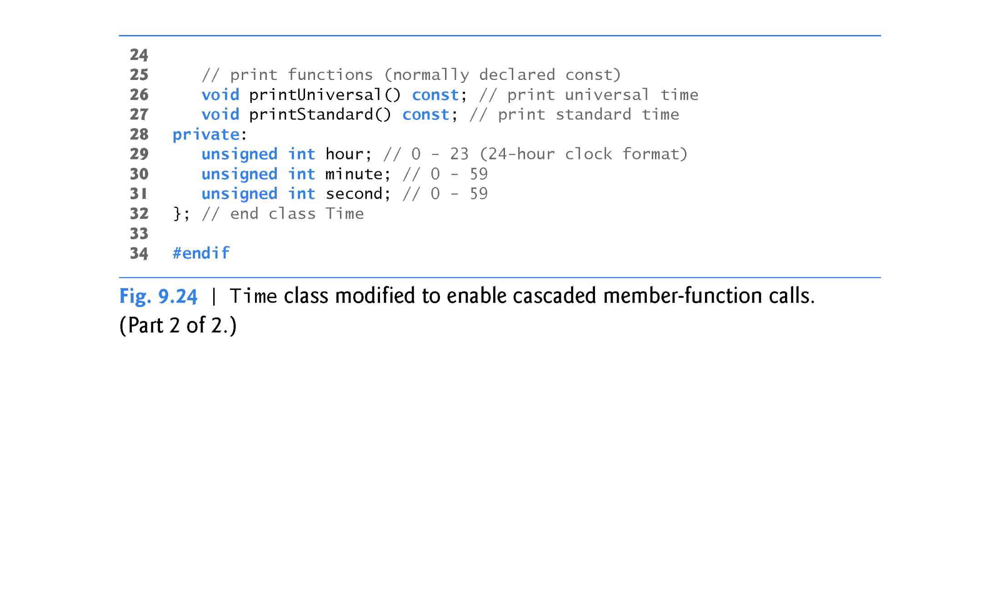 24
25 // print functions (normally declared const)
26 void printUniversal() const; // print universal time
27 void printStandard() const; // print standard time
28 private:
29 unsigned int hour; // 0 - 23 (24-hour clock format)
30 unsigned int minute; // 0 - 59
31 unsigned int second; // 0 - 59
32 }; // end class Time
33
34 #endif
Fig. 9.24 | Time class modified to enable cascaded member-function calls.
(Part 2 of 2.)